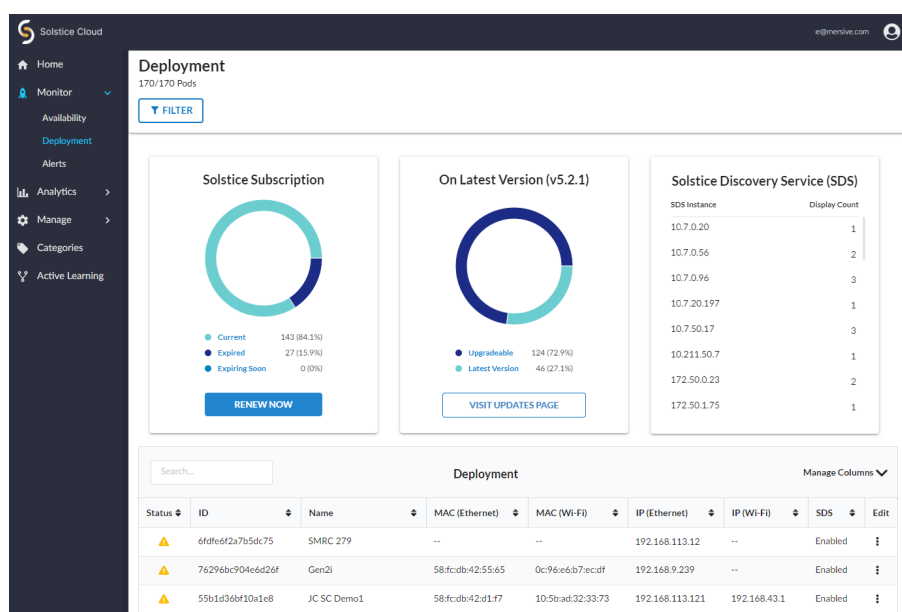 Solstice Cloud
e@mersive.com
Home
Monitor
Availability
Deployment
Alerts
Analytics
Manage
Categories
Active Learning
Deployment
170/170 Pods
FILTER
Solstice Subscription
Current 143 (84.1%)
Expired 27 (15.9%)
Expiring Soon 0 (0%)
RENEW NOW
On Latest Version (v5.2.1)
Upgradeable 124 (72.9%)
Latest Version 46 (27.1%)
VISIT UPDATES PAGE
Solstice Discovery Service (SDS)
SDS Instance Display Count
10.7.0.20 1
10.7.0.56 2
10.7.0.96 3
10.7.20.197 1
10.7.50.17 3
10.211.50.7 1
172.50.0.23 2
172.50.1.75 1
Search...
Deployment
Manage Columns
Status ID Name MAC (Ethernet) MAC (Wi-Fi) IP (Ethernet) IP (Wi-Fi) SDS Edit
6fdfe6f2a7b5dc75 SMRC 279 -- -- 192.168.113.12 -- Enabled
76296bc904e6d26f Gen2i 58:fc:db:42:55:65 0c:96:e6:b7:ec:df 192.168.9.239 -- Enabled
55b1d36bf10a1e8 JC SC Demo1 58:fc:db:42:d1:f7 10:5b:ad:32:33:73 192.168.113.121 192.168.43.1 Enabled